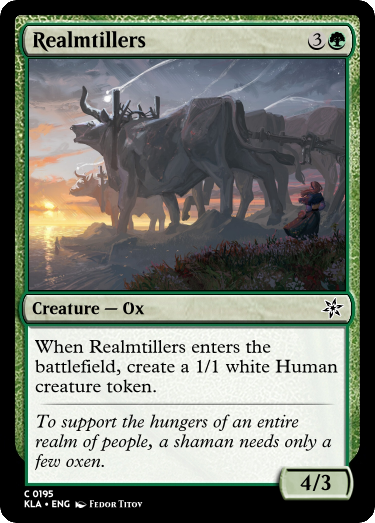 Realmtillers 3
Creature — Ox
When Realmtillers enters the
battlefield, create a 1/1 white Human
creature token.
To support the hungers of an entire
realm of people, a shaman needs only a
few oxen.
4/3
C 0195
KLA • ENG Fedor Titov